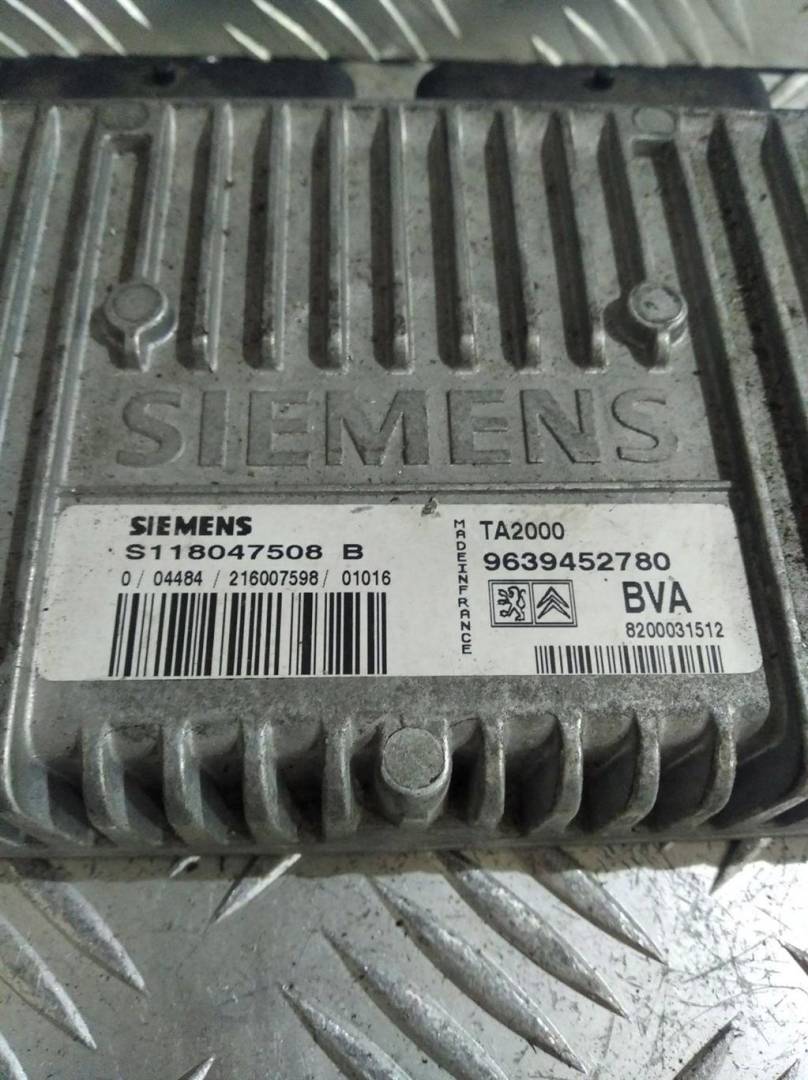 SIEMENS
SIEMENS
S118047508 B
0 / 04484 / 216007598 / 01016
MADE IN FRANCE
TA2000
9639452780
BVA
8200031512